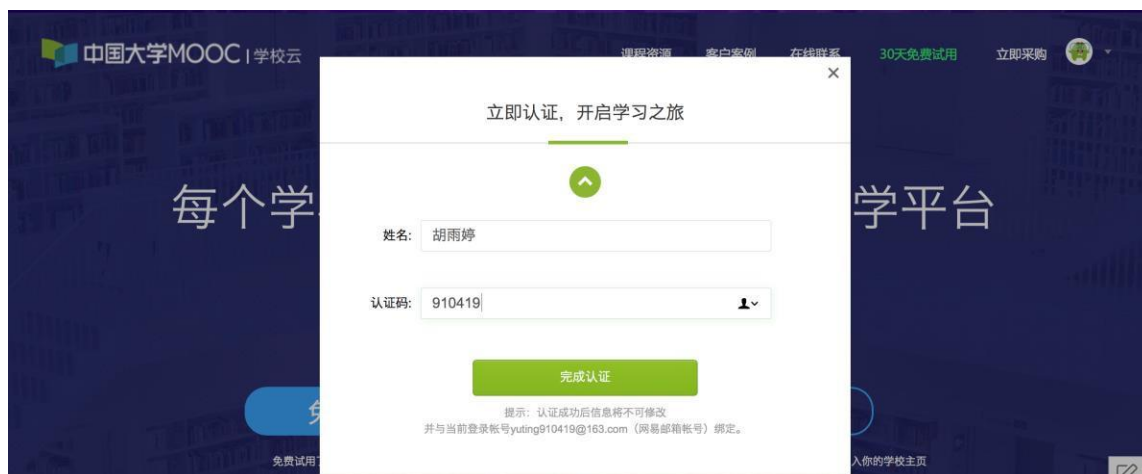 中国大学MOOC | 学校云
课程资源 客户案例 在线联系 30天免费试用 立即采购
立即认证，开启学习之旅
每个学
学平台
姓名: 胡雨婷
认证码: 910419
完成认证
提示：认证成功后信息将不可修改
并与当前登录帐号yuting910419@163.com（网易邮箱帐号）绑定。
免费试用
入你的学校主页